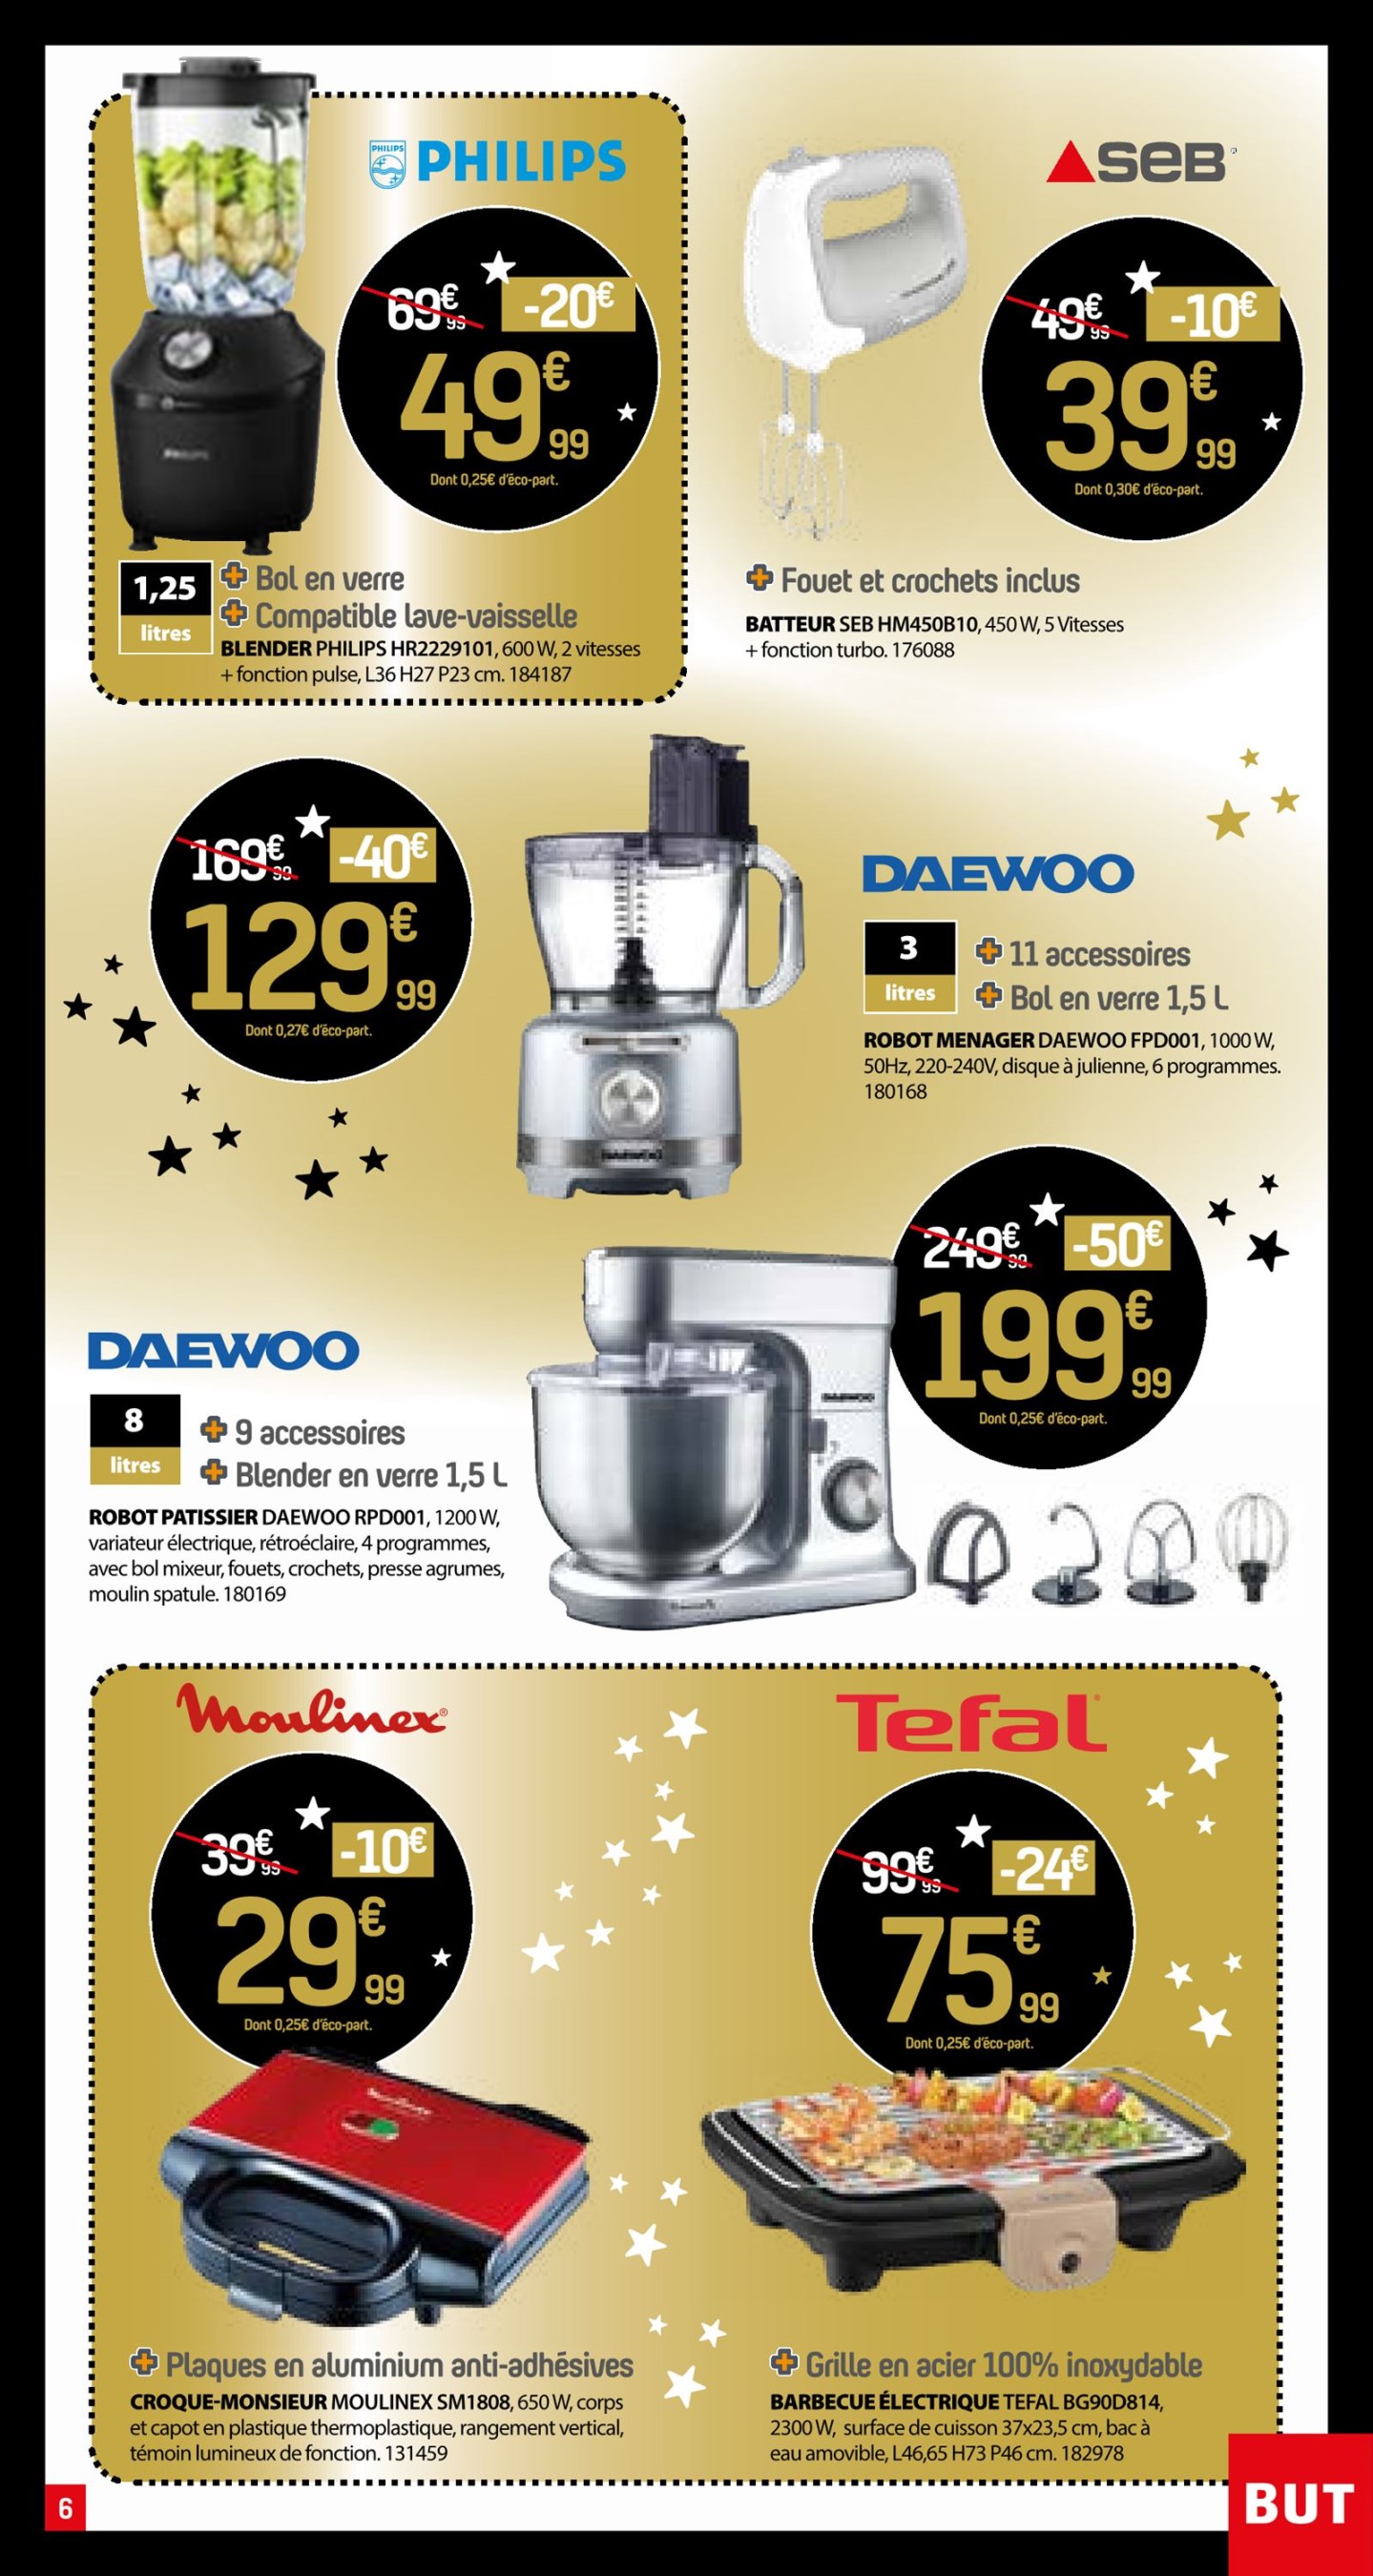 PHILIPS
PHILIPS
69€99
-20€
49€99
Dont 0,25€ d'éco-part.
PHILIPS
1,25
litres
Bol en verre
Compatible lave-vaisselle
BLENDER PHILIPS HR2229101, 600 W, 2 vitesses
+ fonction pulse, L36 H27 P23 cm. 184187
SEB
49€99
-10€
39€99
Dont 0,30€ d'éco-part.
Fouet et crochets inclus
BATTEUR SEB HM450B10, 450 W, 5 Vitesses
+ fonction turbo. 176088
169€99
-40€
129€99
Dont 0,27€ d'éco-part.
DAEWOO
DAEWOO
3
litres
11 accessoires
Bol en verre 1,5 L
ROBOT MENAGER DAEWOO FPD001, 1000 W,
50Hz, 220-240V, disque à julienne, 6 programmes.
180168
249€99
-50€
199€99
Dont 0,25€ d'éco-part.
DAEWOO
DAEWOO
8
litres
9 accessoires
Blender en verre 1,5 L
ROBOT PATISSIER DAEWOO RPD001, 1200 W,
variateur électrique, rétroéclaire, 4 programmes,
avec bol mixeur, fouets, crochets, presse agrumes,
moulin spatule. 180169
Moulinex®
39€99
-10€
29€99
Dont 0,25€ d'éco-part.
Moulinex
Plaques en aluminium anti-adhésives
CROQUE-MONSIEUR MOULINEX SM1808, 650 W, corps
et capot en plastique thermoplastique, rangement vertical,
témoin lumineux de fonction. 131459
Tefal
99€99
-24€
75€99
Dont 0,25€ d'éco-part.
Grille en acier 100% inoxydable
BARBECUE ÉLECTRIQUE TEFAL BG90D814,
2300 W, surface de cuisson 37x23,5 cm, bac à
eau amovible, L46,65 H73 P46 cm. 182978
6
BUT